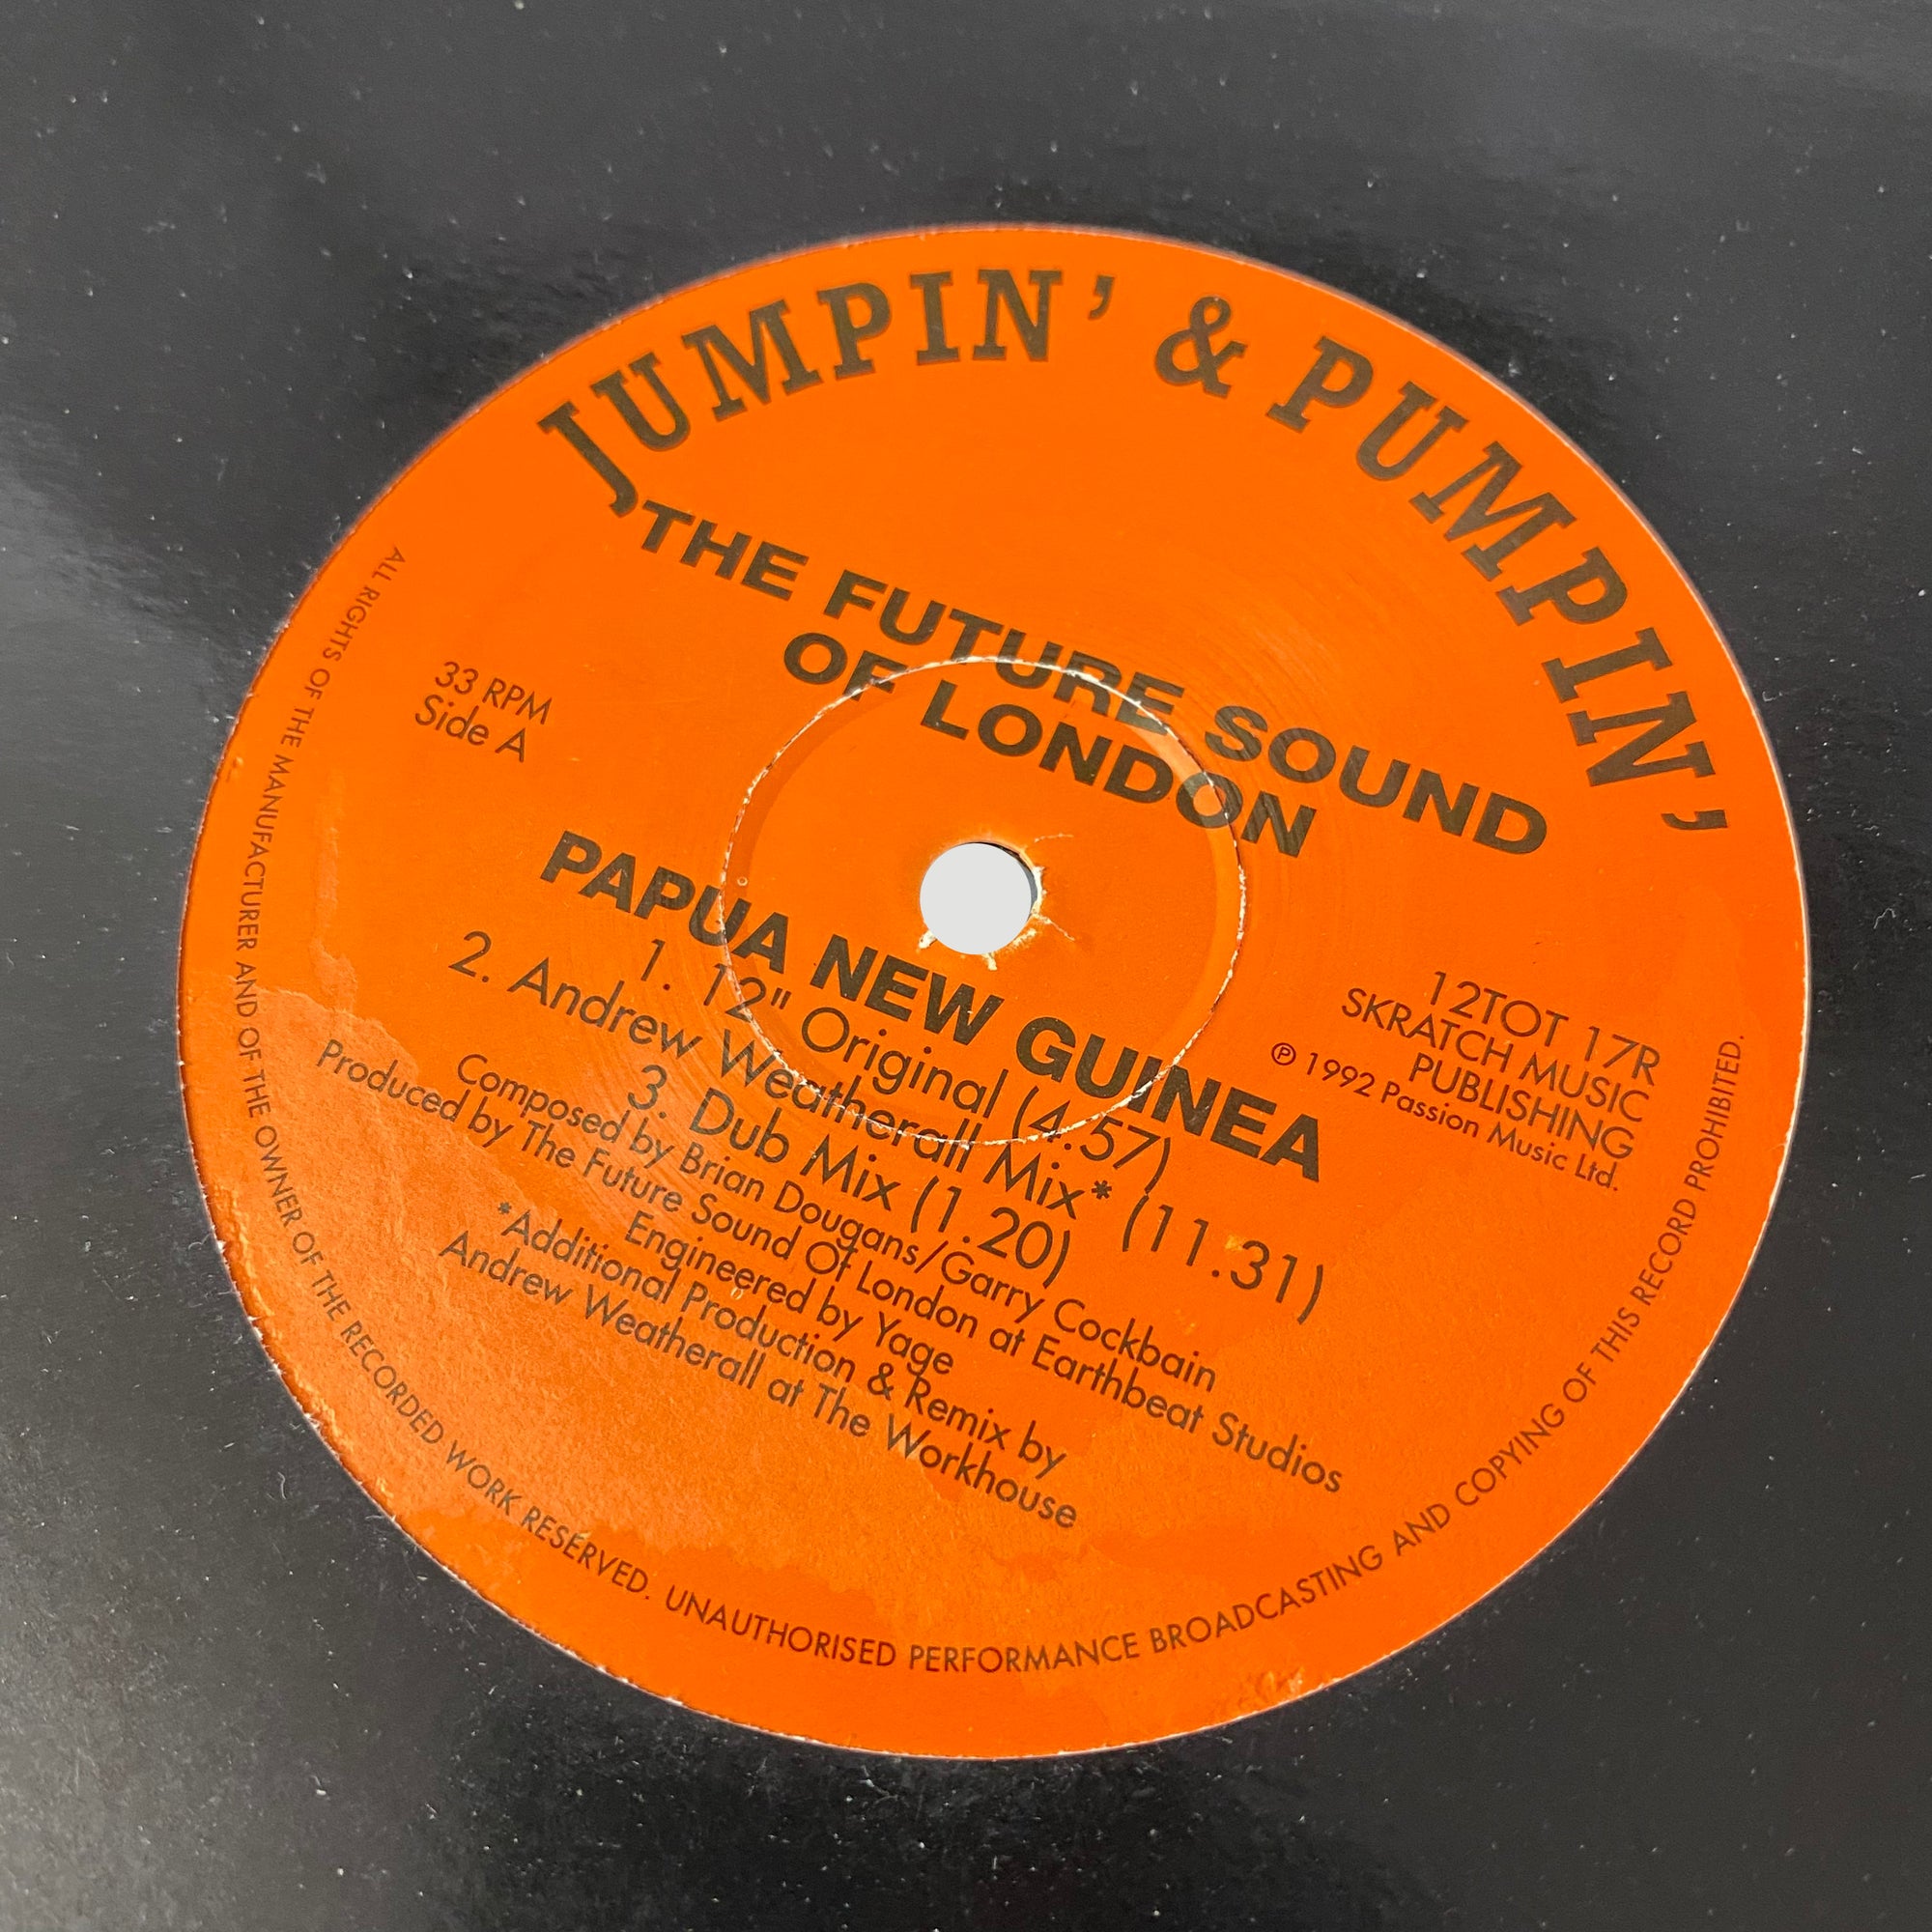 JUMPIN' & PUMPIN'
THE FUTURE SOUND
OF LONDON
33 RPM
Side A
PAPUA NEW GUINEA
1. 12" Original (4.57)
2. Andrew Weatherall Mix* (11.31)
3. Dub Mix (1.20)
12TOT 17R
SKRATCH MUSIC
PUBLISHING
℗ 1992 Passion Music Ltd.
Composed by Brian Dougans/Garry Cockbain
Produced by The Future Sound Of London at Earthbeat Studios
Engineered by Yage
*Additional Production & Remix by
Andrew Weatherall at The Workhouse
ALL RIGHTS OF THE MANUFACTURER AND OF THE OWNER OF THE RECORDED WORK RESERVED. UNAUTHORISED PERFORMANCE BROADCASTING AND COPYING OF THIS RECORD PROHIBITED.